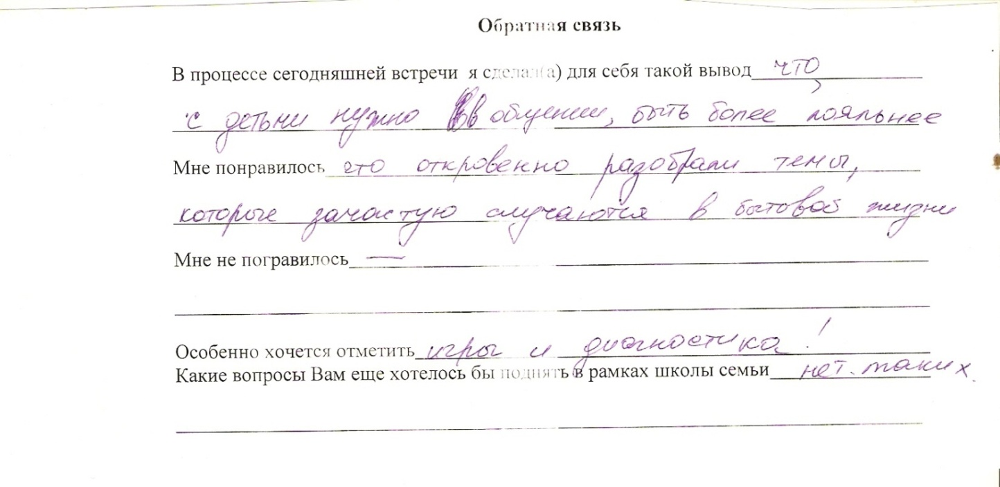 Обратная связь
В процессе сегодняшней встречи я сделал(а) для себя такой вывод что
с детьми нужно в общении, быть более лояльнее
Мне понравилось что откровенно разобрали темы,
которые зачастую случаются в бытовой жизни
Мне не погравилось —
Особенно хочется отметить игры и диагностика!
Какие вопросы Вам еще хотелось бы поднять в рамках школы семьи нет таких.